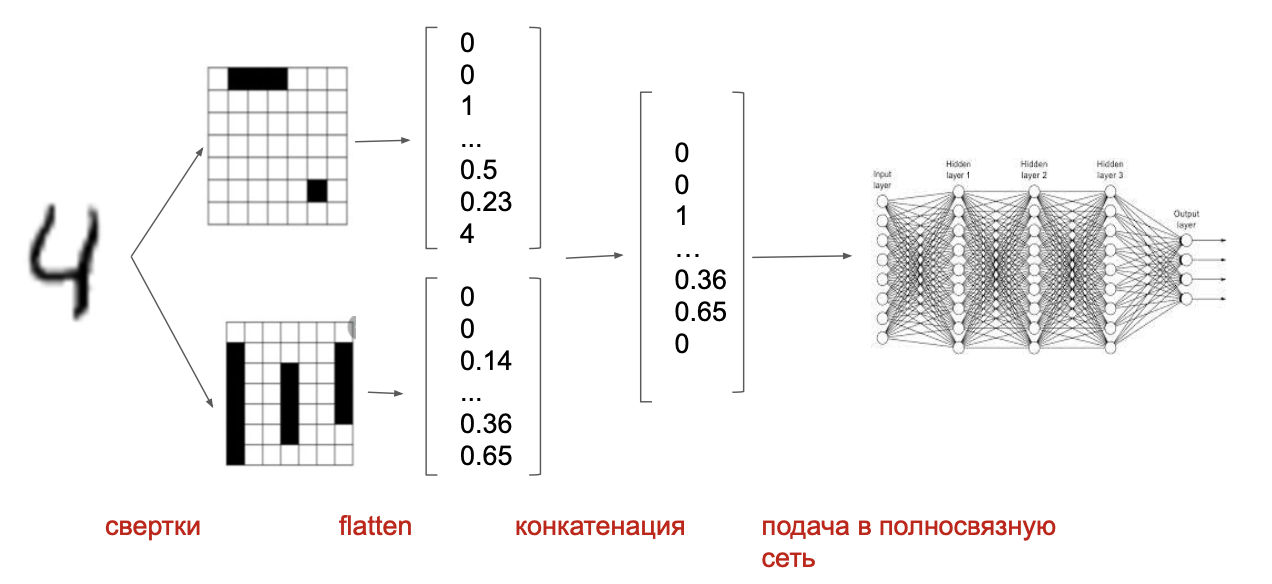 4
0
0
1
...
0.5
0.23
4
0
0
0.14
...
0.36
0.65
0
0
1
...
0.36
0.65
0
Input
layer
Hidden
layer 1
Hidden
layer 2
Hidden
layer 3
Output
layer
свертки
flatten
конкатенация
подача в полносвязную
сеть